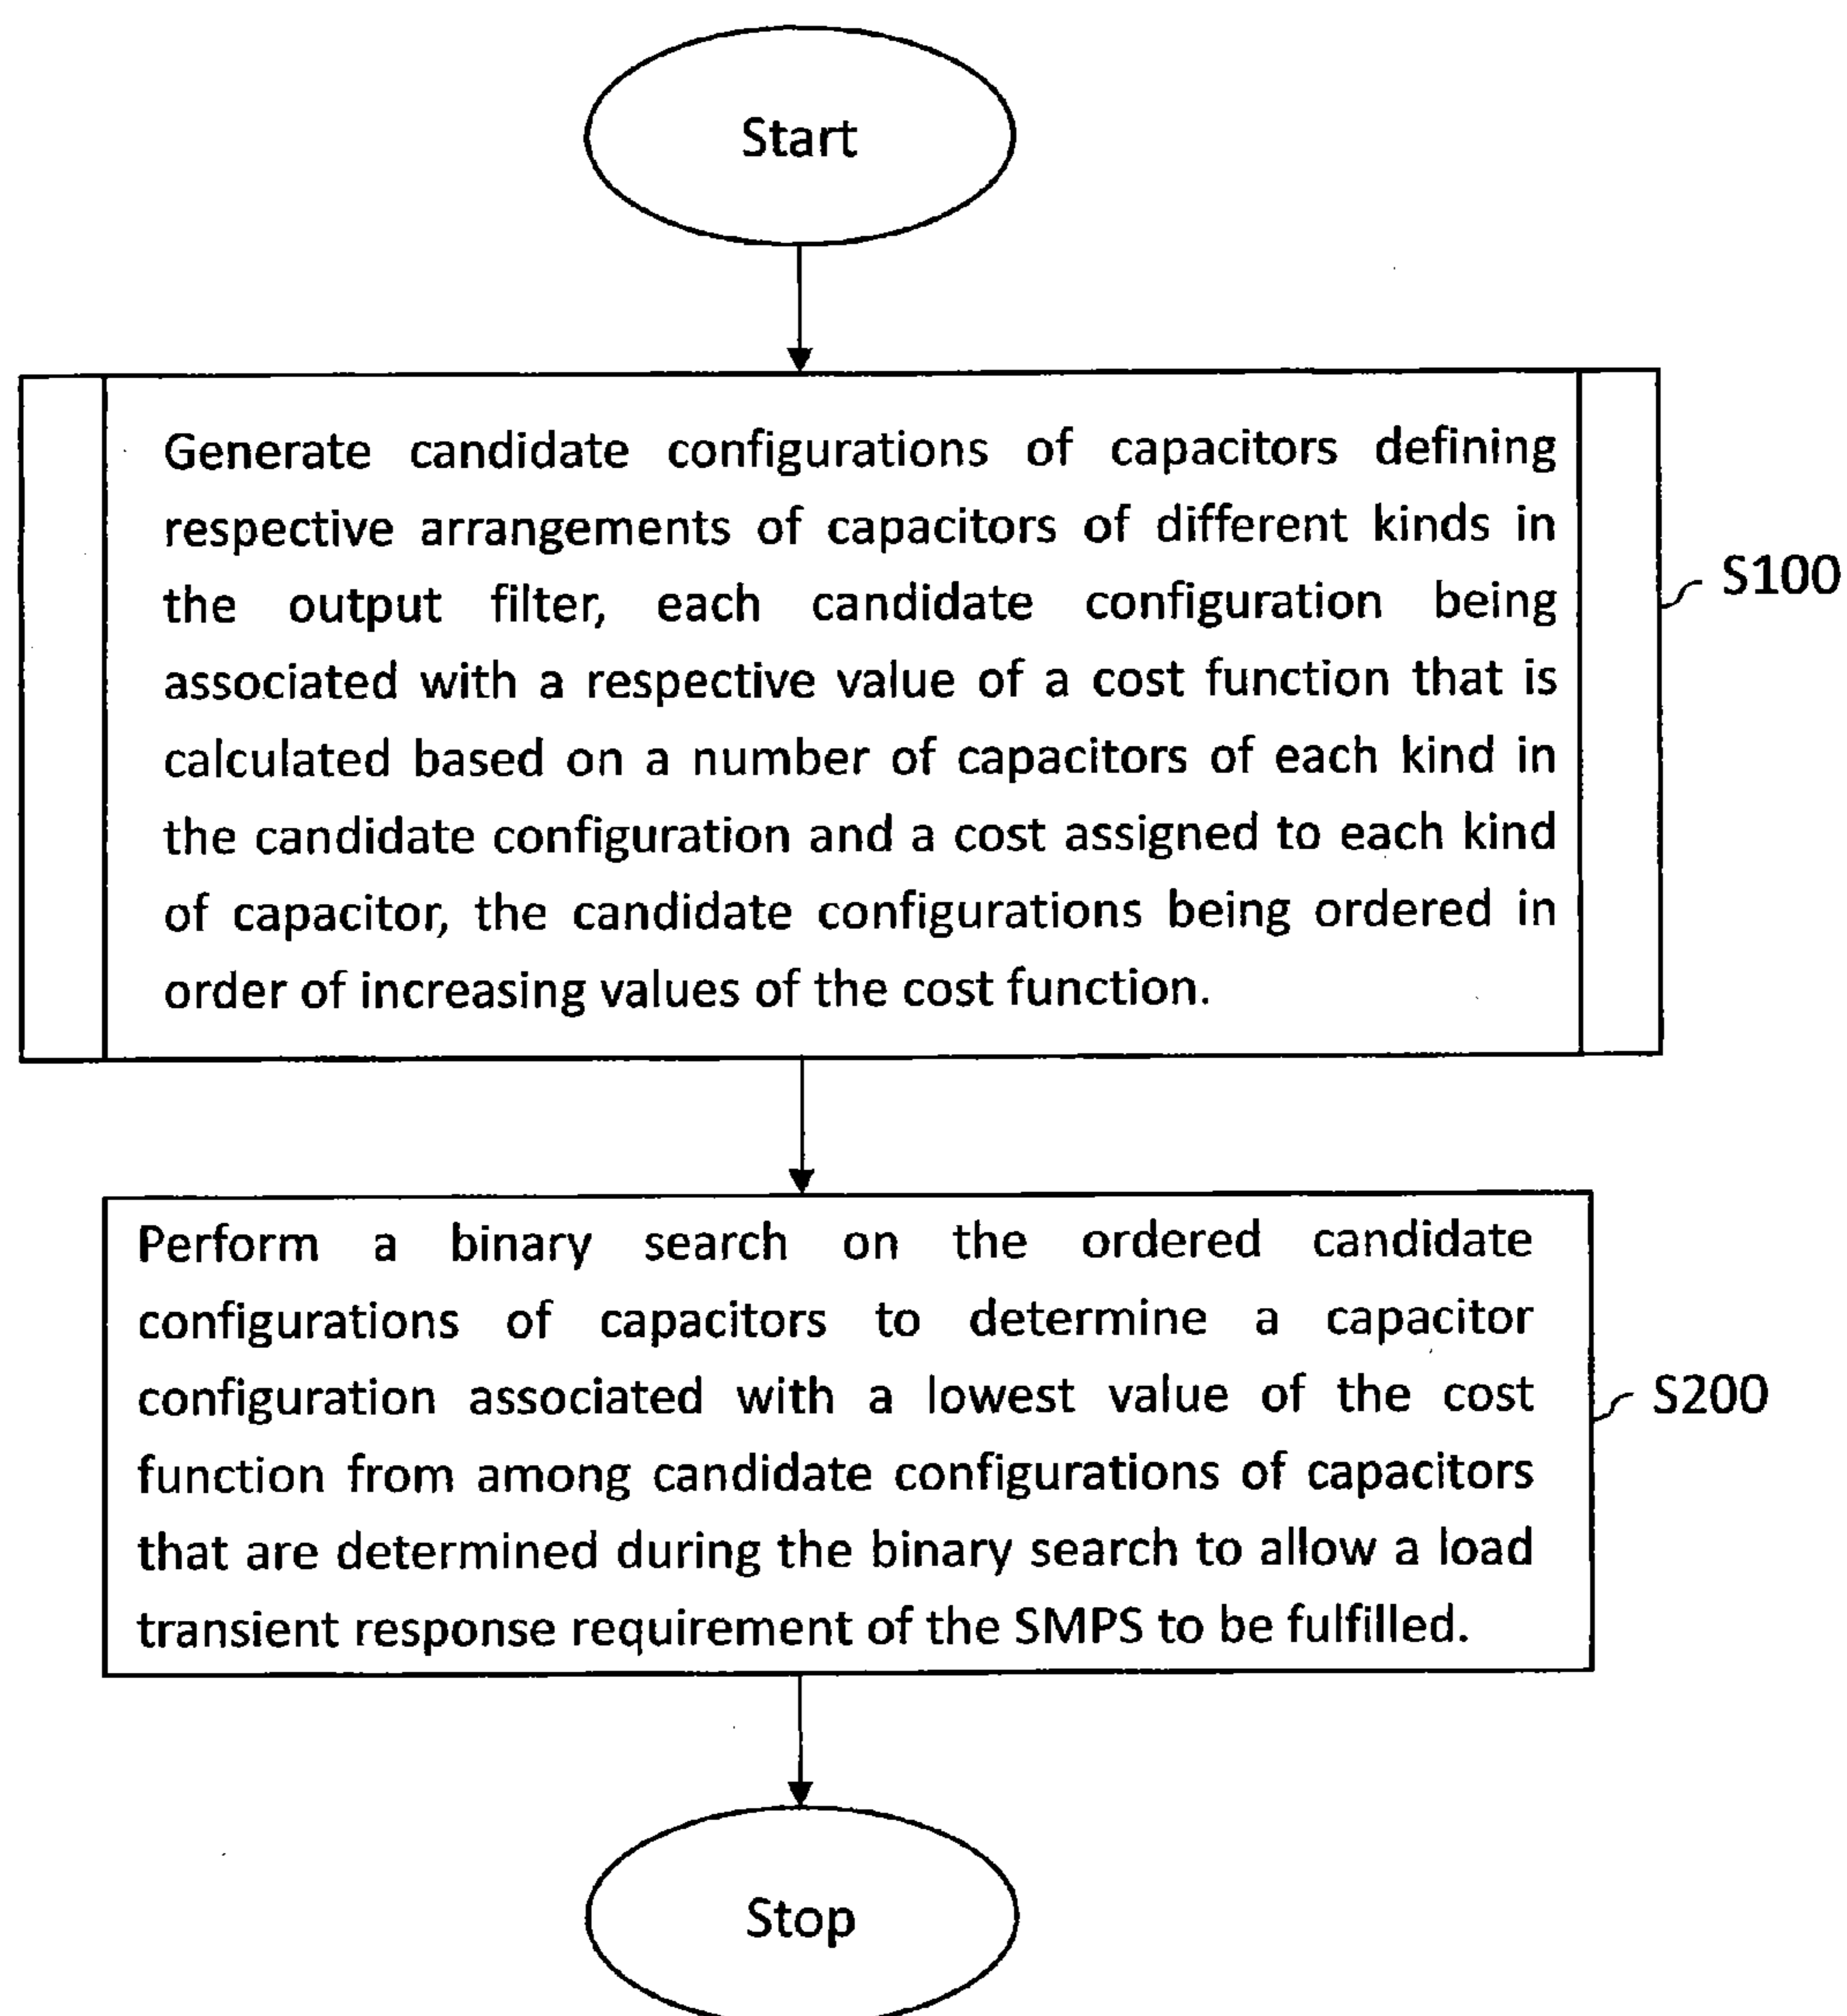 Start
Generate candidate configurations of capacitors defining
respective arrangements of capacitors of different kinds in
the output filter, each candidate configuration being
associated with a respective value of a cost function that is
calculated based on a number of capacitors of each kind in
the candidate configuration and a cost assigned to each kind
of capacitor, the candidate configurations being ordered in
order of increasing values of the cost function.
S100
Perform a binary search on the ordered candidate
configurations of capacitors to determine a capacitor
configuration associated with a lowest value of the cost
function from among candidate configurations of capacitors
that are determined during the binary search to allow a load
transient response requirement of the SMPS to be fulfilled.
S200
Stop